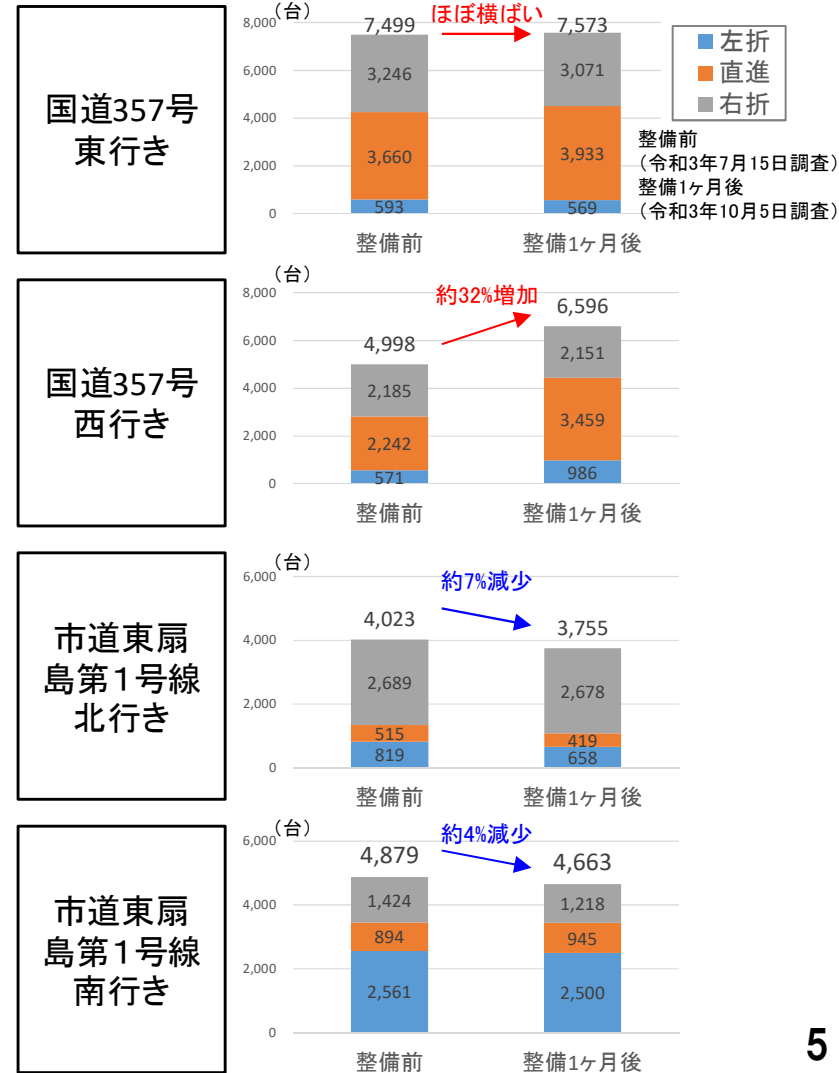 国道357号
東行き
(台)
8,000
6,000
4,000
2,000
0
7,499
ほぼ横ばい
7,573
3,246
3,071
3,660
3,933
593
569
整備前
整備1ヶ月後
左折
直進
右折
整備前
(令和3年7月15日調査)
整備1ヶ月後
(令和3年10月5日調査)
国道357号
西行き
(台)
8,000
6,000
4,000
2,000
0
約32%増加
4,998
6,596
2,185
2,151
2,242
3,459
571
986
整備前
整備1ヶ月後
市道東扇
島第1号線
北行き
(台)
6,000
4,000
2,000
0
約7%減少
4,023
3,755
2,689
2,678
515
419
819
658
整備前
整備1ヶ月後
市道東扇
島第1号線
南行き
(台)
6,000
4,000
2,000
0
約4%減少
4,879
4,663
1,424
1,218
894
945
2,561
2,500
整備前
整備1ヶ月後
5